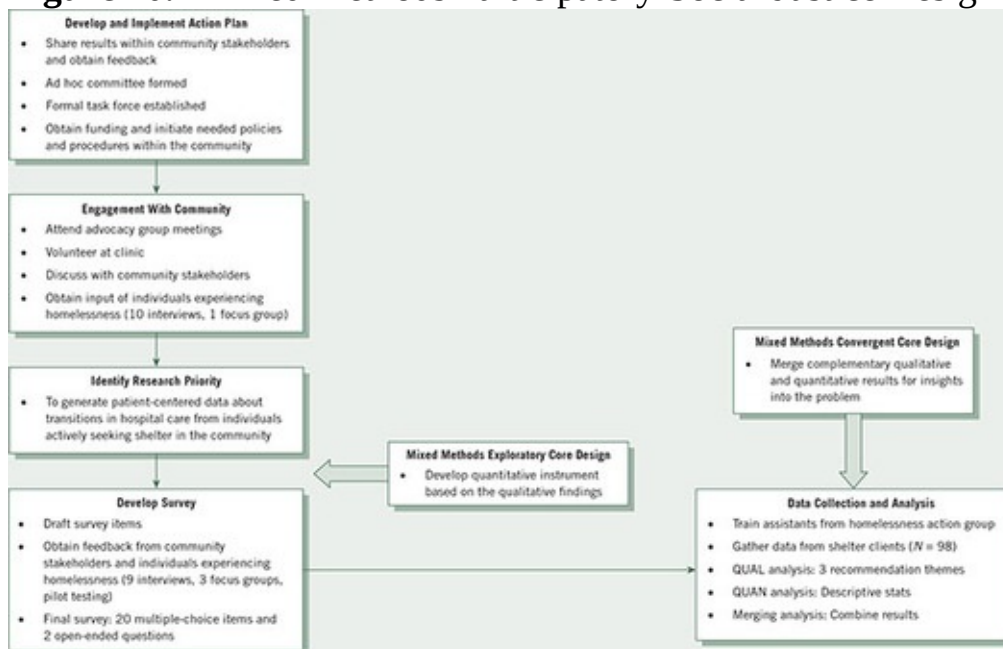 Develop and Implement Action Plan
• Share results within community stakeholders
and obtain feedback
• Ad hoc committee formed
• Formal task force established
• Obtain funding and initiate needed policies
and procedures within the community
Engagement With Community
• Attend advocacy group meetings
• Volunteer at clinic
• Discuss with community stakeholders
• Obtain input of individuals experiencing
homelessness (10 interviews, 1 focus group)
Identify Research Priority
• To generate patient-centered data about
transitions in hospital care from individuals
actively seeking shelter in the community
Mixed Methods Exploratory Core Design
• Develop quantitative instrument
based on the qualitative findings
Develop Survey
• Draft survey items
• Obtain feedback from community
stakeholders and individuals experiencing
homelessness (9 interviews, 3 focus groups,
pilot testing)
• Final survey: 20 multiple-choice items and
2 open-ended questions
Mixed Methods Convergent Core Design
• Merge complementary qualitative
and quantitative results for insights
into the problem
Data Collection and Analysis
• Train assistants from homelessness action group
• Gather data from shelter clients (N = 98)
• QUAL analysis: 3 recommendation themes
• QUAN analysis: Descriptive stats
• Merging analysis: Combine results